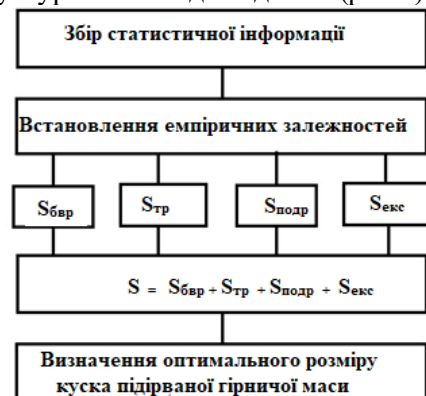 Збір статистичної інформації
Встановлення емпіричних залежностей
Sбвр Sтр Sподр Sекс
S = Sбвр + Sтр + Sподр + Sекс
Визначення оптимального розміру
куска підірваної гірничої маси